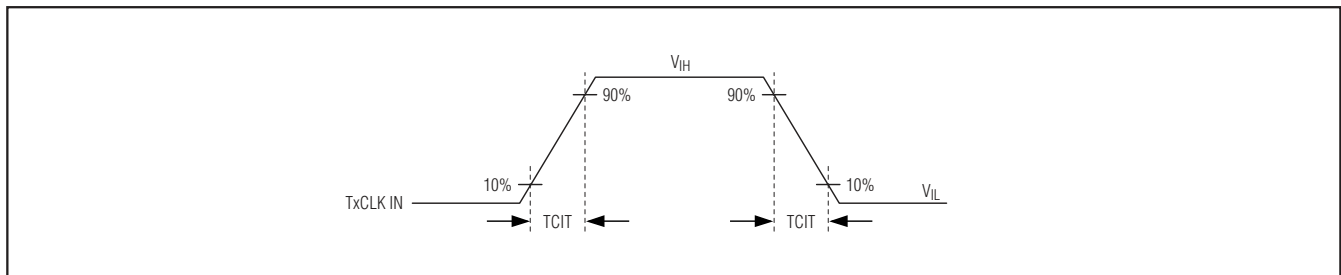 VIH
90% 90%
10% 10%
TxCLK IN VIL
TCIT TCIT